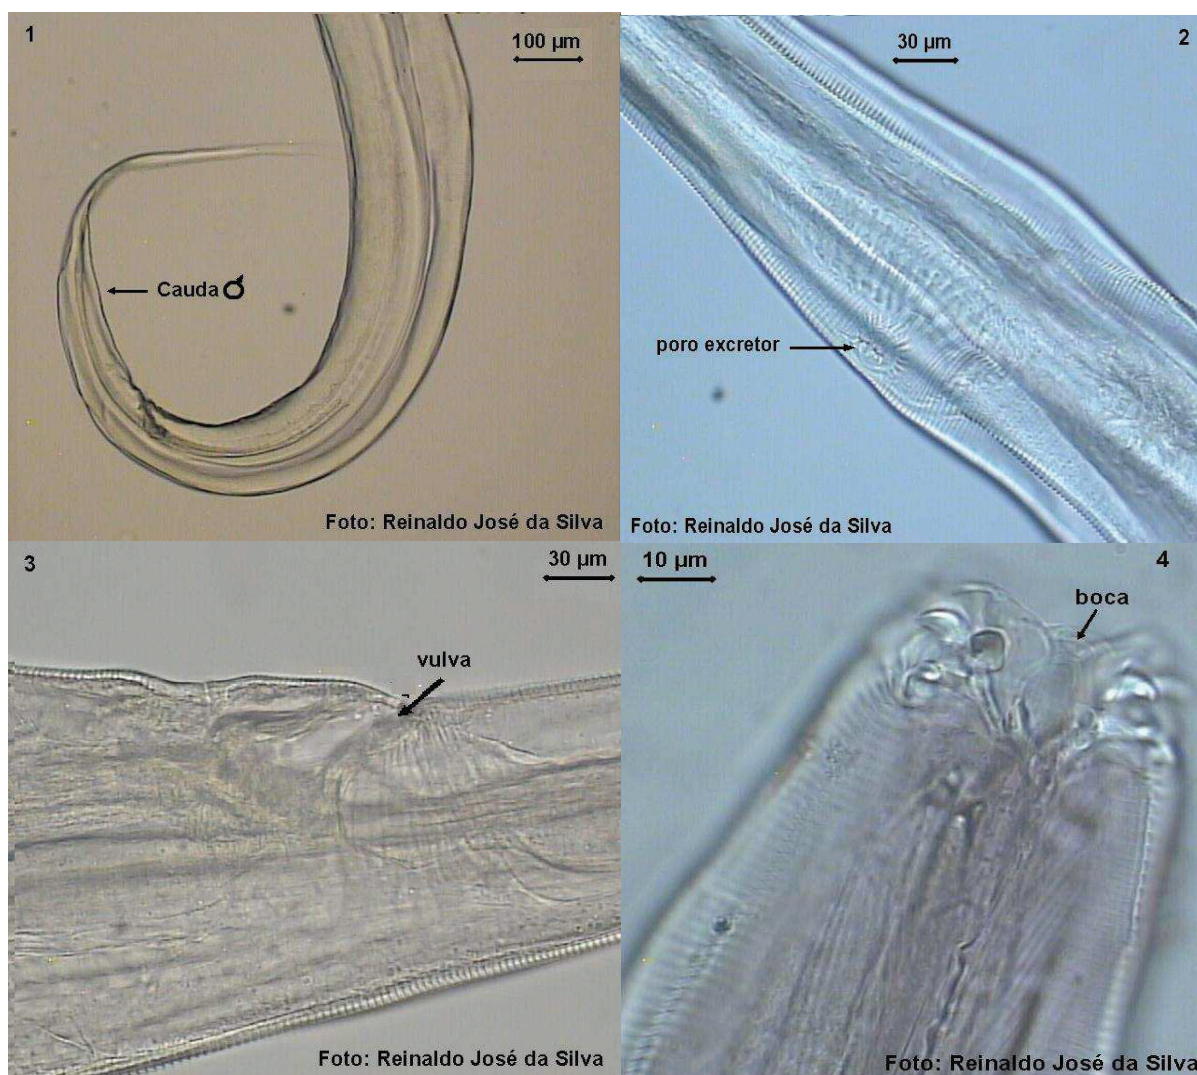 1
100 µm
Cauda ♂
Foto: Reinaldo José da Silva
2
30 µm
poro excretor
Foto: Reinaldo José da Silva
3
30 µm
vulva
Foto: Reinaldo José da Silva
4
10 µm
boca
Foto: Reinaldo José da Silva